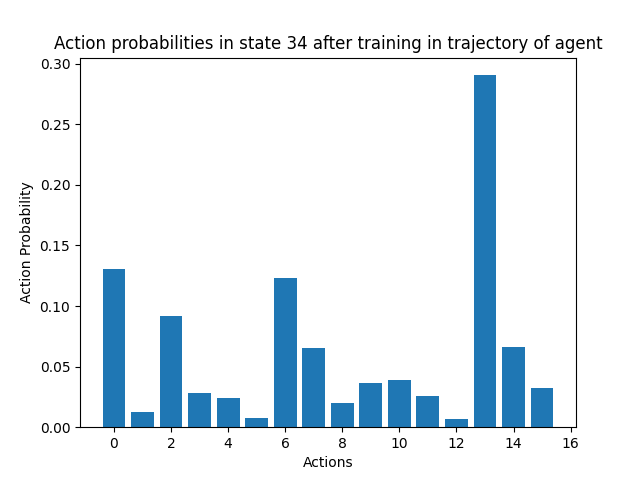 Action probabilities in state 34 after training in trajectory of agent
0.30
0.25
0.20
0.15
0.10
0.05
0.00
Action Probability
0 2 4 6 8 10 12 14 16
Actions